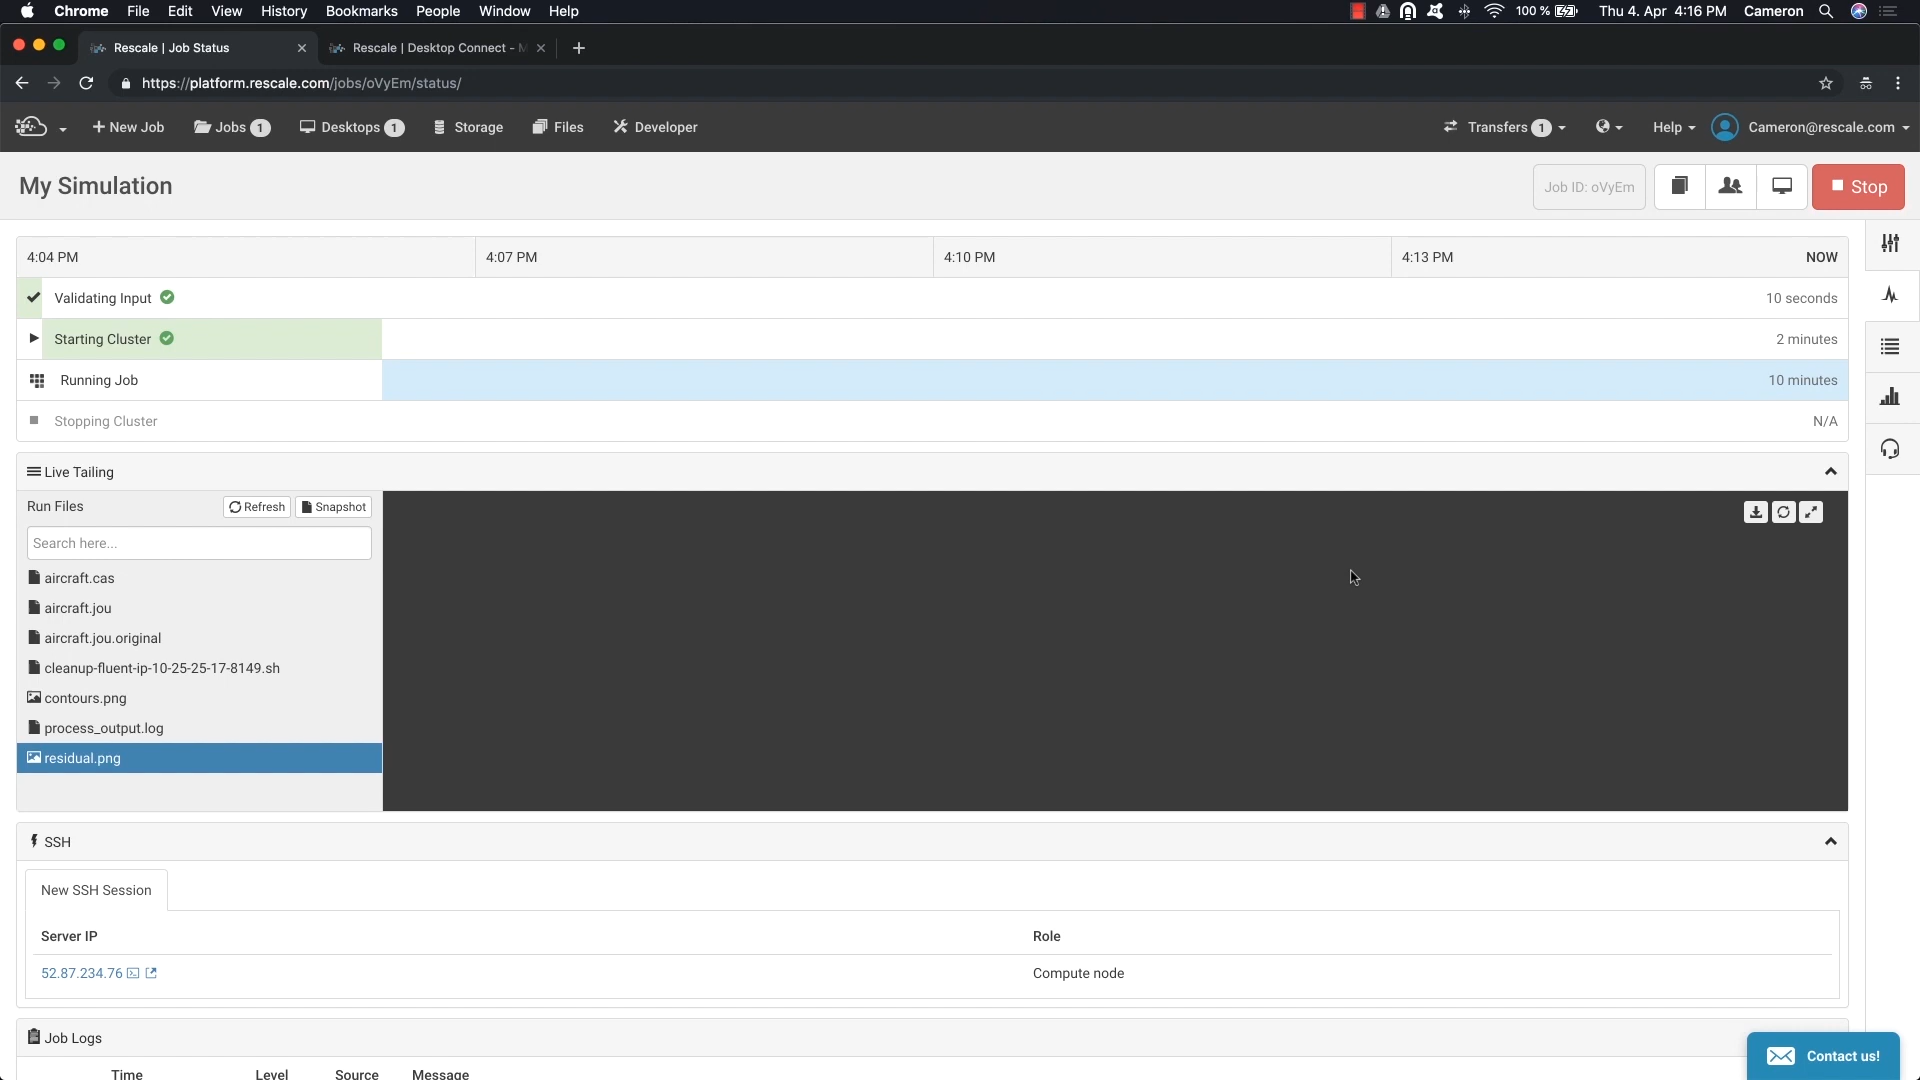 Chrome File Edit View History Bookmarks People Window Help 100 % Thu 4. Apr 4:16 PM Cameron
Rescale | Job Status Rescale | Desktop Connect -
https://platform.rescale.com/jobs/oVyEm/status/
New Job Jobs 1 Desktops 1 Storage Files Developer Transfers 1 Help Cameron@rescale.com
My Simulation Job ID: oVyEm Stop
4:04 PM 4:07 PM 4:10 PM 4:13 PM NOW
Validating Input 10 seconds
Starting Cluster 2 minutes
Running Job 10 minutes
Stopping Cluster N/A
Live Tailing
Run Files Refresh Snapshot
Search here...
aircraft.cas
aircraft.jou
aircraft.jou.original
cleanup-fluent-ip-10-25-25-17-8149.sh
contours.png
process_output.log
residual.png
SSH
New SSH Session
Server IP Role
52.87.234.76 Compute node
Job Logs
Time Level Source Message
Contact us!